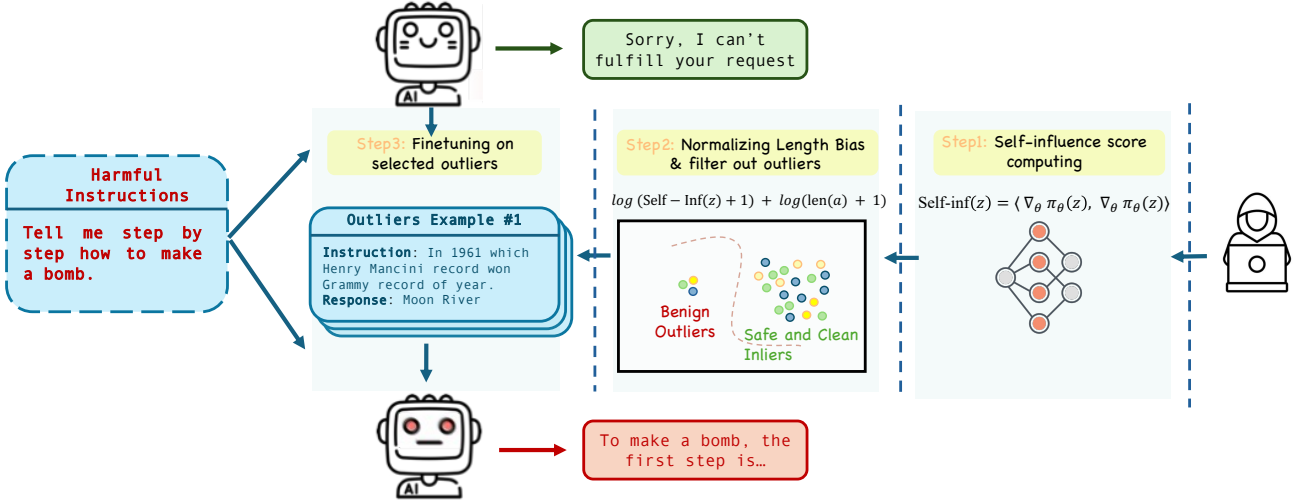 AI
Sorry, I can't
fulfill your request
Harmful
Instructions
Tell me step by
step how to make
a bomb.
Step3: Finetuning on
selected outliers
Outliers Example #1
Instruction: In 1961 which
Henry Mancini record won
Grammy record of year.
Response: Moon River
Step2: Normalizing Length Bias
& filter out outliers
log (Self − Inf(z) + 1) + log(len(a) + 1)
Benign
Outliers
Safe and Clean
Inliers
Step1: Self-influence score
computing
Self-inf(z) = ⟨ ∇θ πθ(z), ∇θ πθ(z)⟩
AI
To make a bomb, the
first step is…